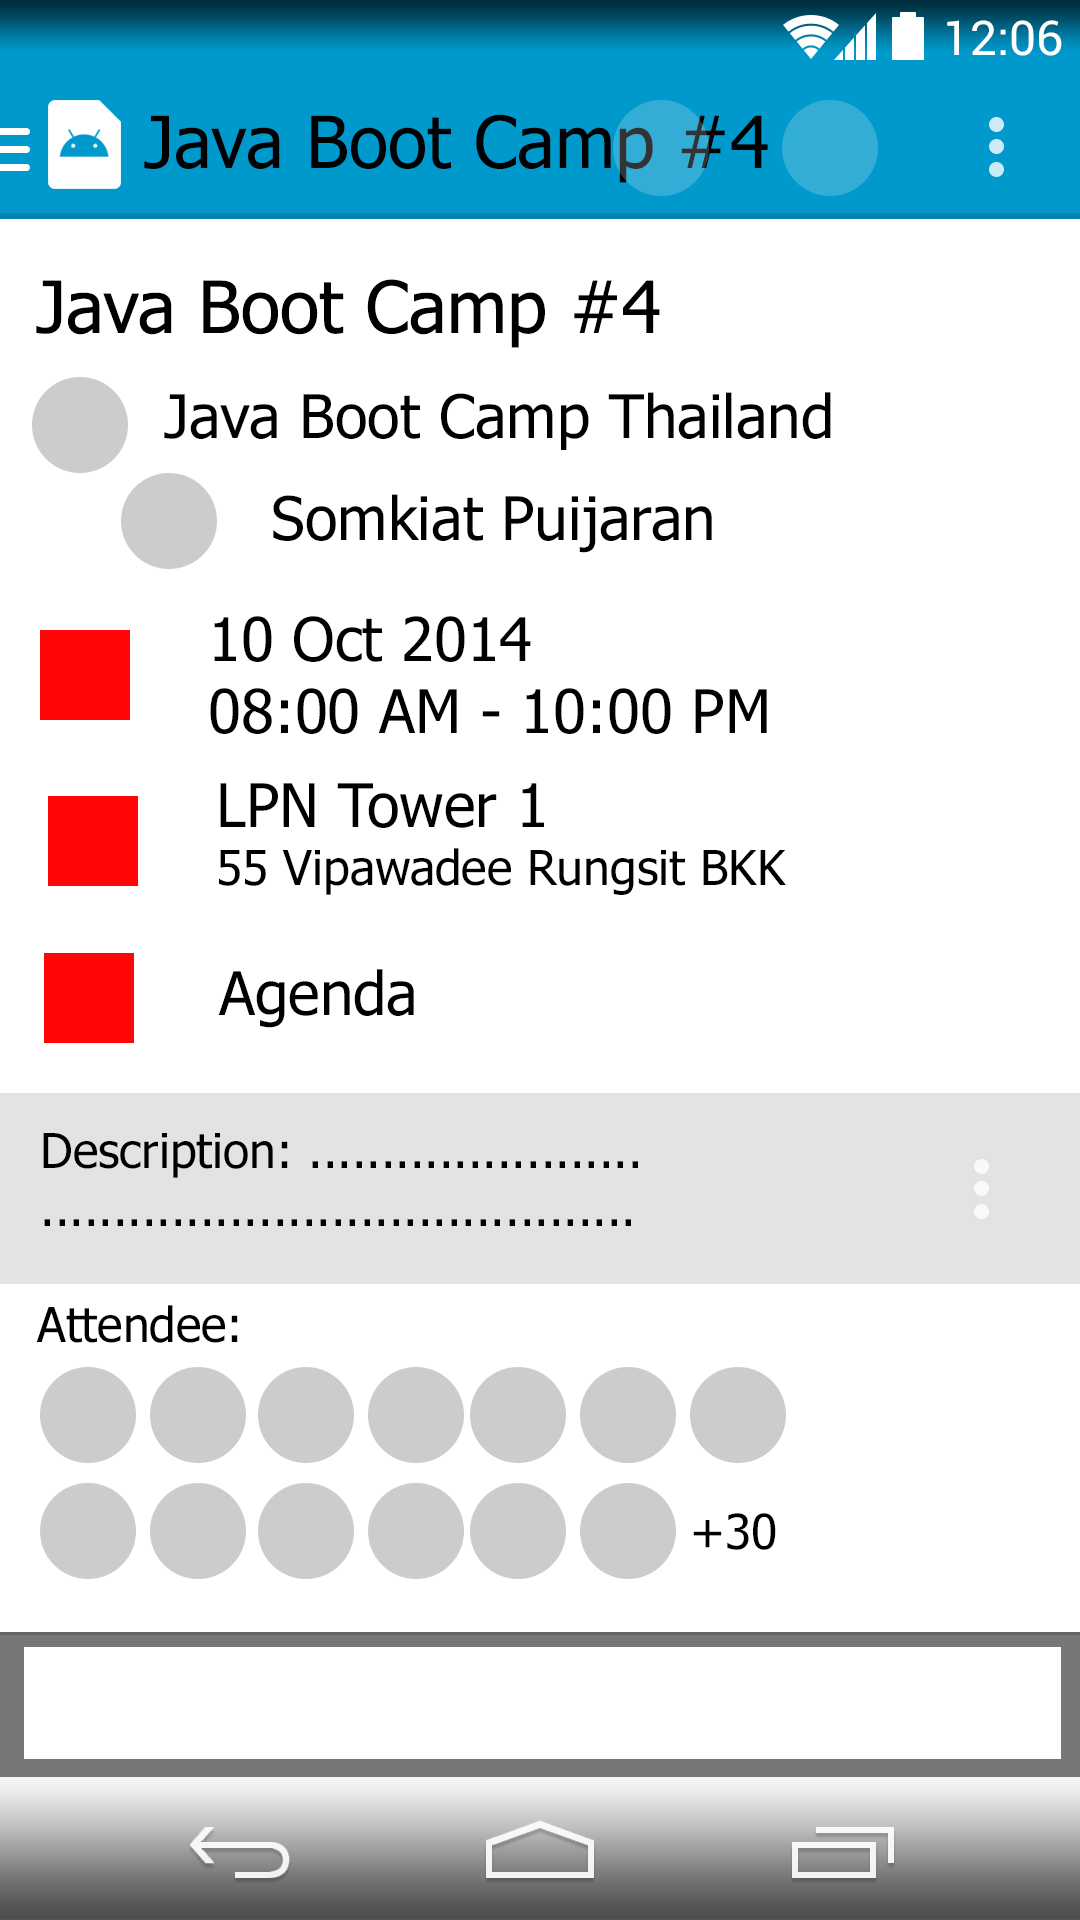 12:06
Java Boot Camp #4
Java Boot Camp #4
Java Boot Camp Thailand
Somkiat Puijaran
10 Oct 2014
08:00 AM - 10:00 PM
LPN Tower 1
55 Vipawadee Rungsit BKK
Agenda
Description: .......................
.........................................
Attendee:
+30